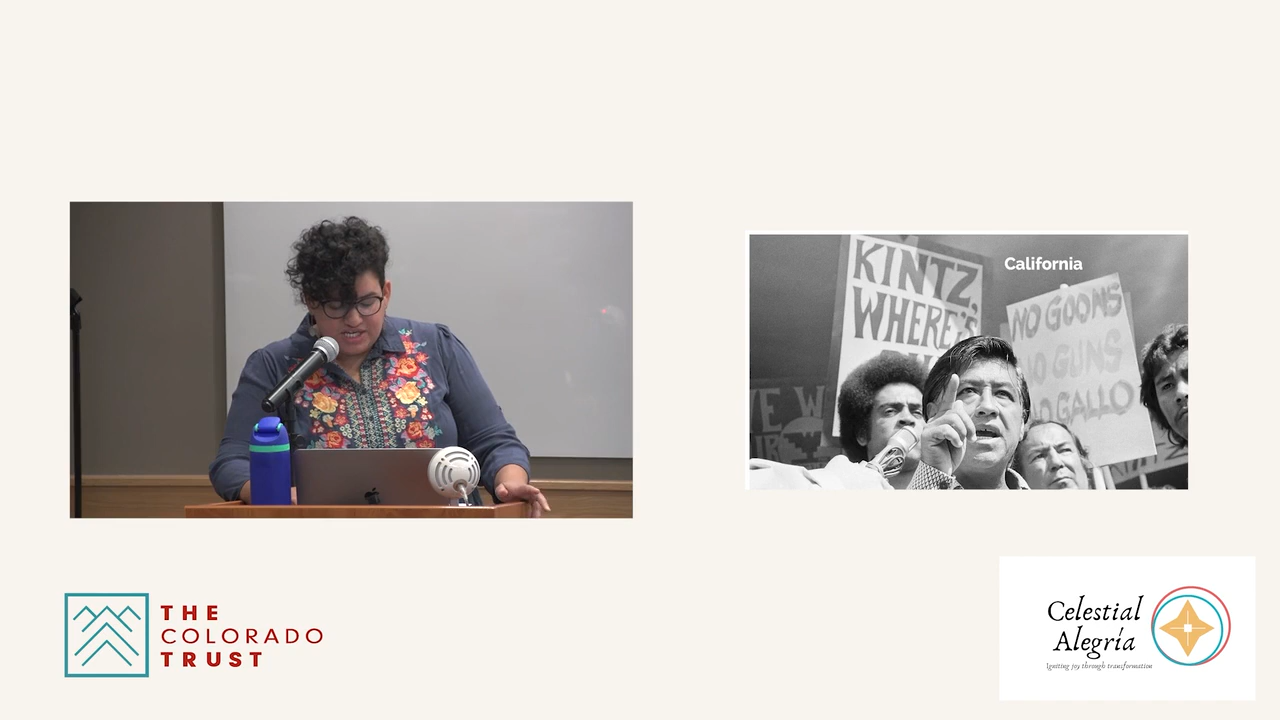 California
KINTZ,
WHERE'S
NO GOONS
NO GUNS
NO GALLO
THE
COLORADO
TRUST
Celestial
Alegría
Igniting joy through transformation